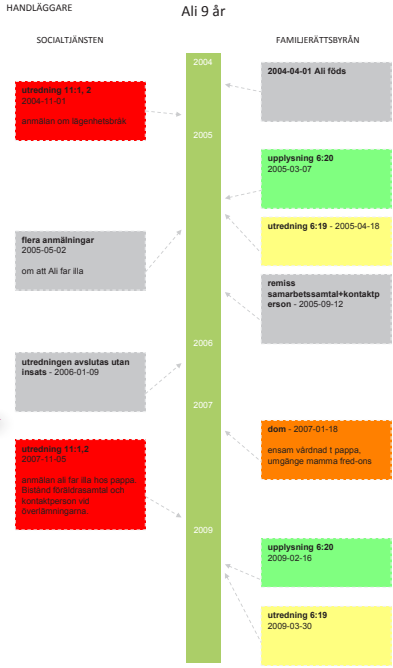 HANDLÄGGARE
Ali 9 år
SOCIALTJÄNSTEN
FAMILJERÄTTSBYRÅN
2004
2004-04-01 Ali föds
utredning 11:1, 2
2004-11-01
anmälan om lägenhetsbråk
2005
upplysning 6:20
2005-03-07
utredning 6:19 - 2005-04-18
flera anmälningar
2005-05-02
om att Ali far illa
remiss
samarbetssamtal+kontaktp
erson - 2005-09-12
2006
utredningen avslutas utan
insats - 2006-01-09
2007
dom - 2007-01-18
ensam vårdnad t pappa,
umgänge mamma fred-ons
utredning 11:1,2
2007-11-05
anmälan ali far illa hos pappa.
Bistånd föräldrasamtal och
kontaktperson vid
överlämningarna.
2009
upplysning 6:20
2009-02-16
utredning 6:19
2009-03-30